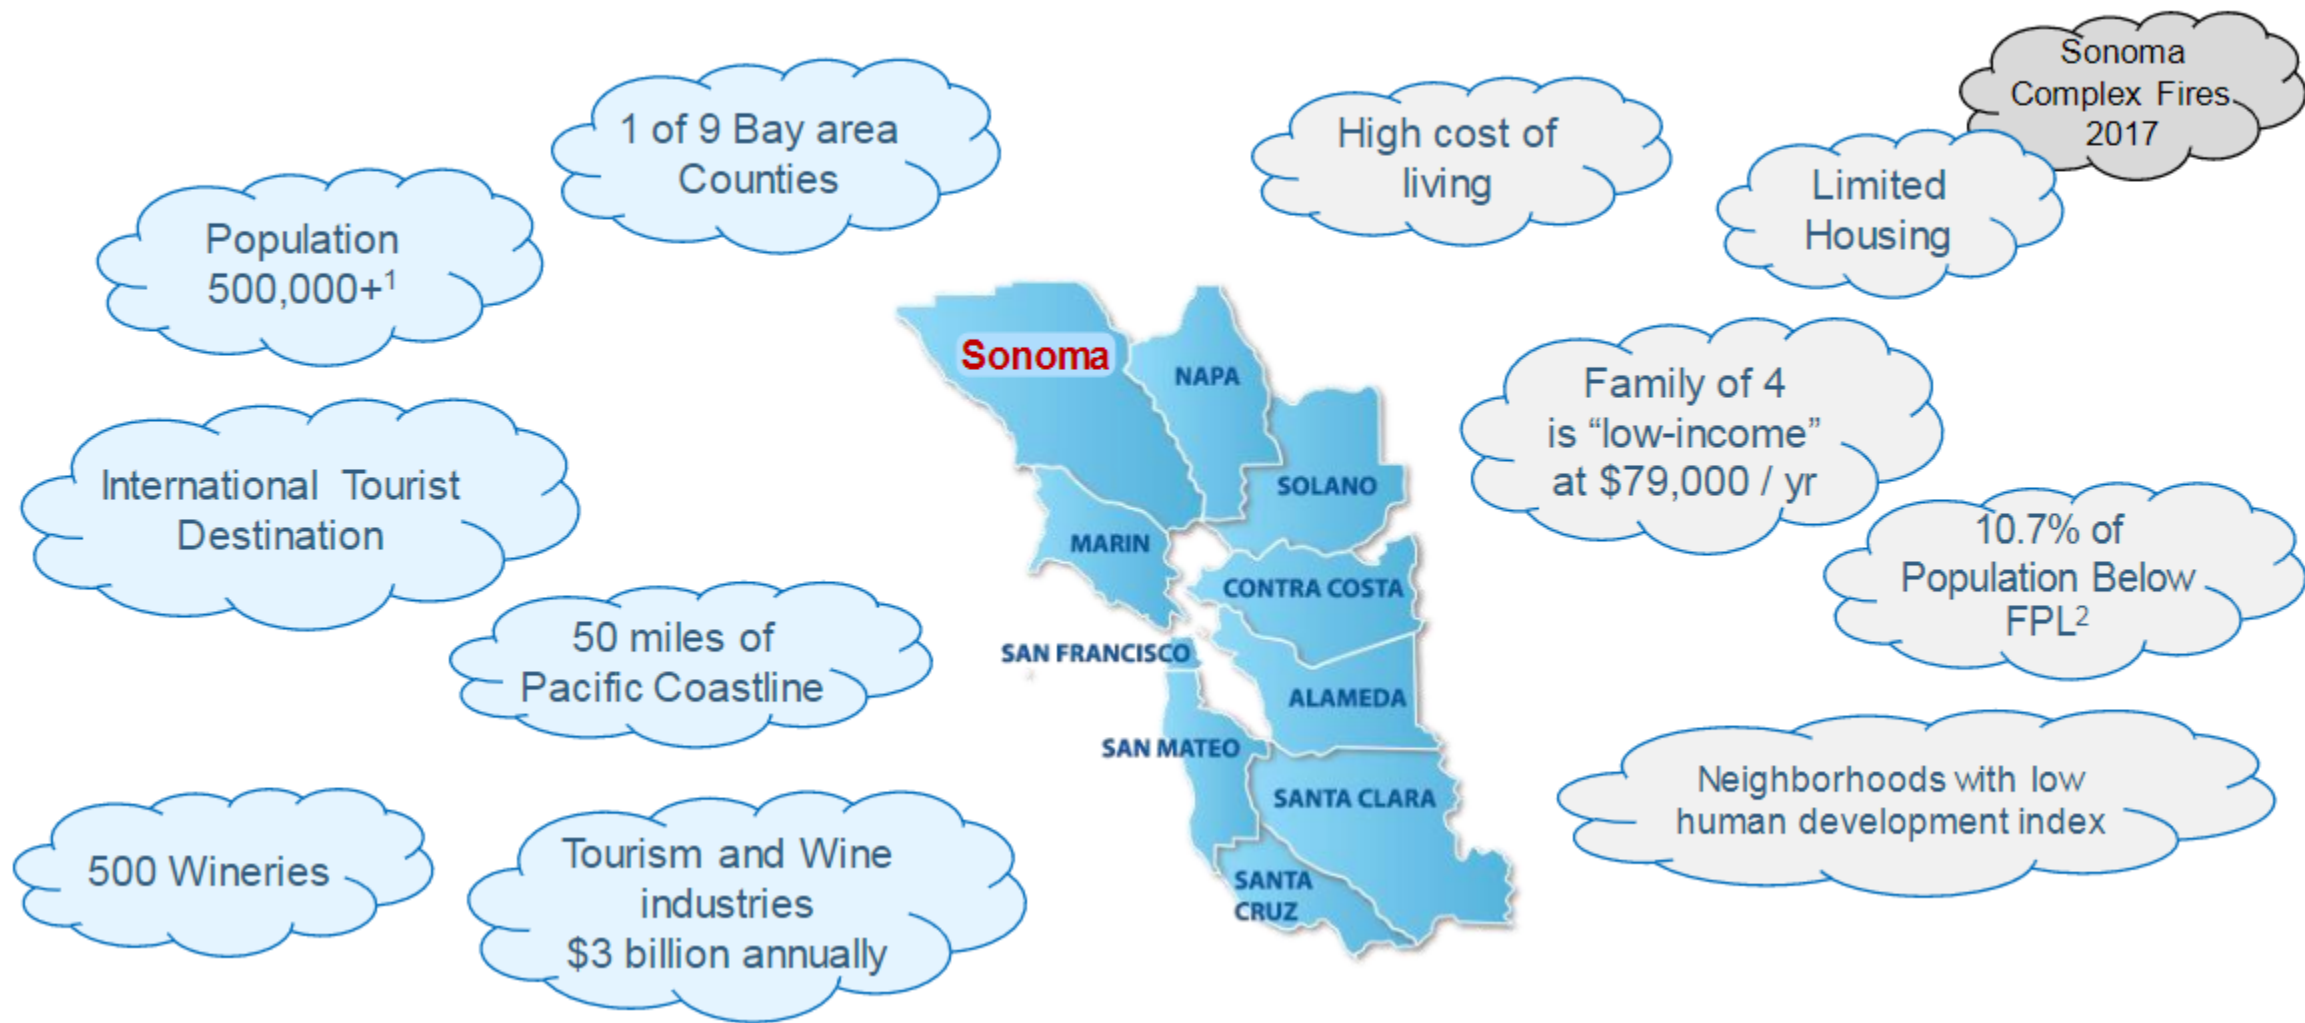 1 of 9 Bay area
Counties
Population
500,000+¹
International Tourist
Destination
50 miles of
Pacific Coastline
500 Wineries
Tourism and Wine
industries
$3 billion annually
Sonoma
NAPA
SOLANO
MARIN
CONTRA COSTA
SAN FRANCISCO
ALAMEDA
SAN MATEO
SANTA CLARA
SANTA
CRUZ
High cost of
living
Sonoma
Complex Fires
2017
Limited
Housing
Family of 4
is “low-income”
at $79,000 / yr
10.7% of
Population Below
FPL²
Neighborhoods with low
human development index